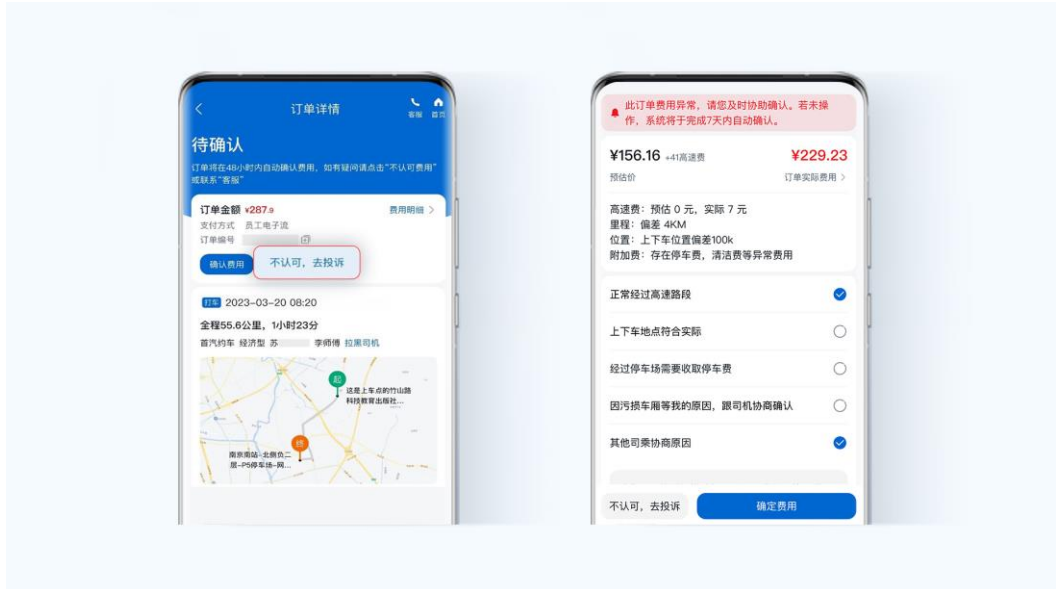 订单详情
客服
首页
待确认
订单将在48小时内自动确认费用，如有疑问请点击“不认可费用”
或联系“客服”
订单金额 ¥287.9
费用明细 >
支付方式 员工电子流
订单编号
确认费用
不认可，去投诉
打车 2023-03-20 08:20
全程55.6公里，1小时23分
首汽约车 经济型 苏 李师傅 拉黑司机
起
这是上车点的竹山路
科技教育出版社...
终
南京南站-北侧负二
层-P5停车场-网...
此订单费用异常，请您及时协助确认。若未操
作，系统将于完成7天内自动确认。
¥156.16 +41高速费
¥229.23
预估价
订单实际费用 >
高速费：预估 0 元，实际 7 元
里程：偏差 4KM
位置：上下车位置偏差100k
附加费：存在停车费，清洁费等异常费用
正常经过高速路段
上下车地点符合实际
经过停车场需要收取停车费
因污损车厢等我的原因，跟司机协商确认
其他司乘协商原因
不认可，去投诉
确定费用